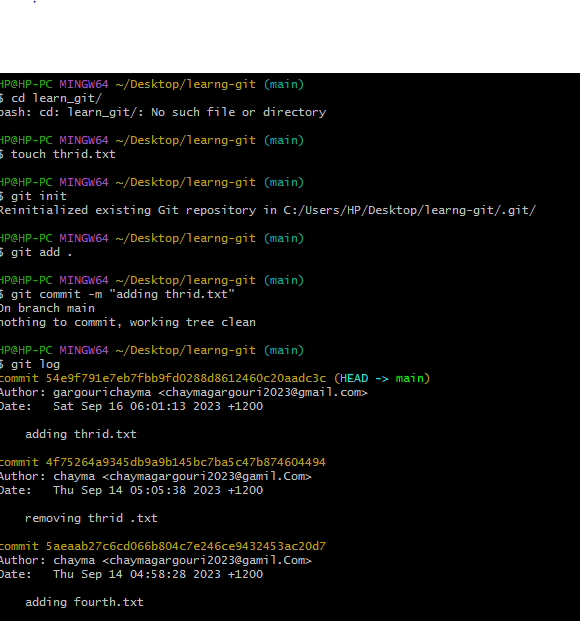 HP@HP-PC MINGW64 ~/Desktop/learng-git (main)
$ cd learn_git/
bash: cd: learn_git/: No such file or directory
HP@HP-PC MINGW64 ~/Desktop/learng-git (main)
$ touch thrid.txt
HP@HP-PC MINGW64 ~/Desktop/learng-git (main)
$ git init
Reinitialized existing Git repository in C:/Users/HP/Desktop/learng-git/.git/
HP@HP-PC MINGW64 ~/Desktop/learng-git (main)
$ git add .
HP@HP-PC MINGW64 ~/Desktop/learng-git (main)
$ git commit -m "adding thrid.txt"
On branch main
nothing to commit, working tree clean
HP@HP-PC MINGW64 ~/Desktop/learng-git (main)
$ git log
commit 54e9f791e7eb7fbb9fd0288d8612460c20aadc3c (HEAD -> main)
Author: gargourichayma <chaymagargouri2023@gmail.com>
Date:   Sat Sep 16 06:01:13 2023 +1200
adding thrid.txt
commit 4f75264a9345db9a9b145bc7ba5c47b874604494
Author: chayma <chaymagargouri2023@gamil.Com>
Date:   Thu Sep 14 05:05:38 2023 +1200
removing thrid .txt
commit 5aeaab27c6cd066b804c7e246ce9432453ac20d7
Author: chayma <chaymagargouri2023@gamil.Com>
Date:   Thu Sep 14 04:58:28 2023 +1200
adding fourth.txt